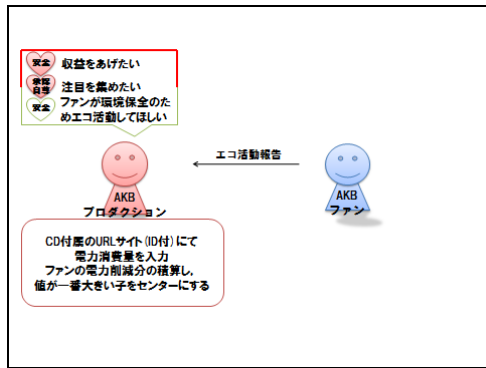 安全 収益をあげたい
承認
自尊 注目を集めたい
安全 ファンが環境保全のた
めエコ活動してほしい
エコ活動報告
AKB
プロダクション
AKB
ファン
CD付属のURLサイト(ID付)にて
電力消費量を入力
ファンの電力削減分の積算し、
値が一番大きい子をセンターにする